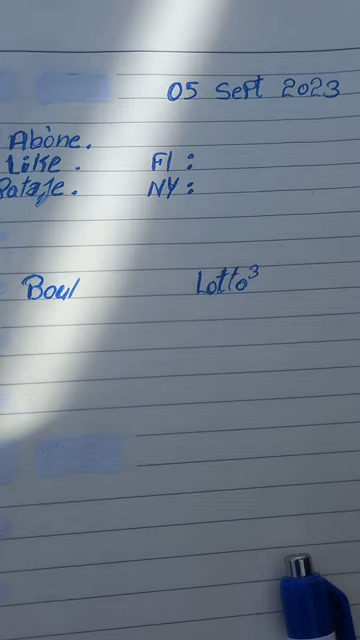 05 Sept 2023
Abòne.
Like. Fl :
Pataje. NY :
Boul Lotto3